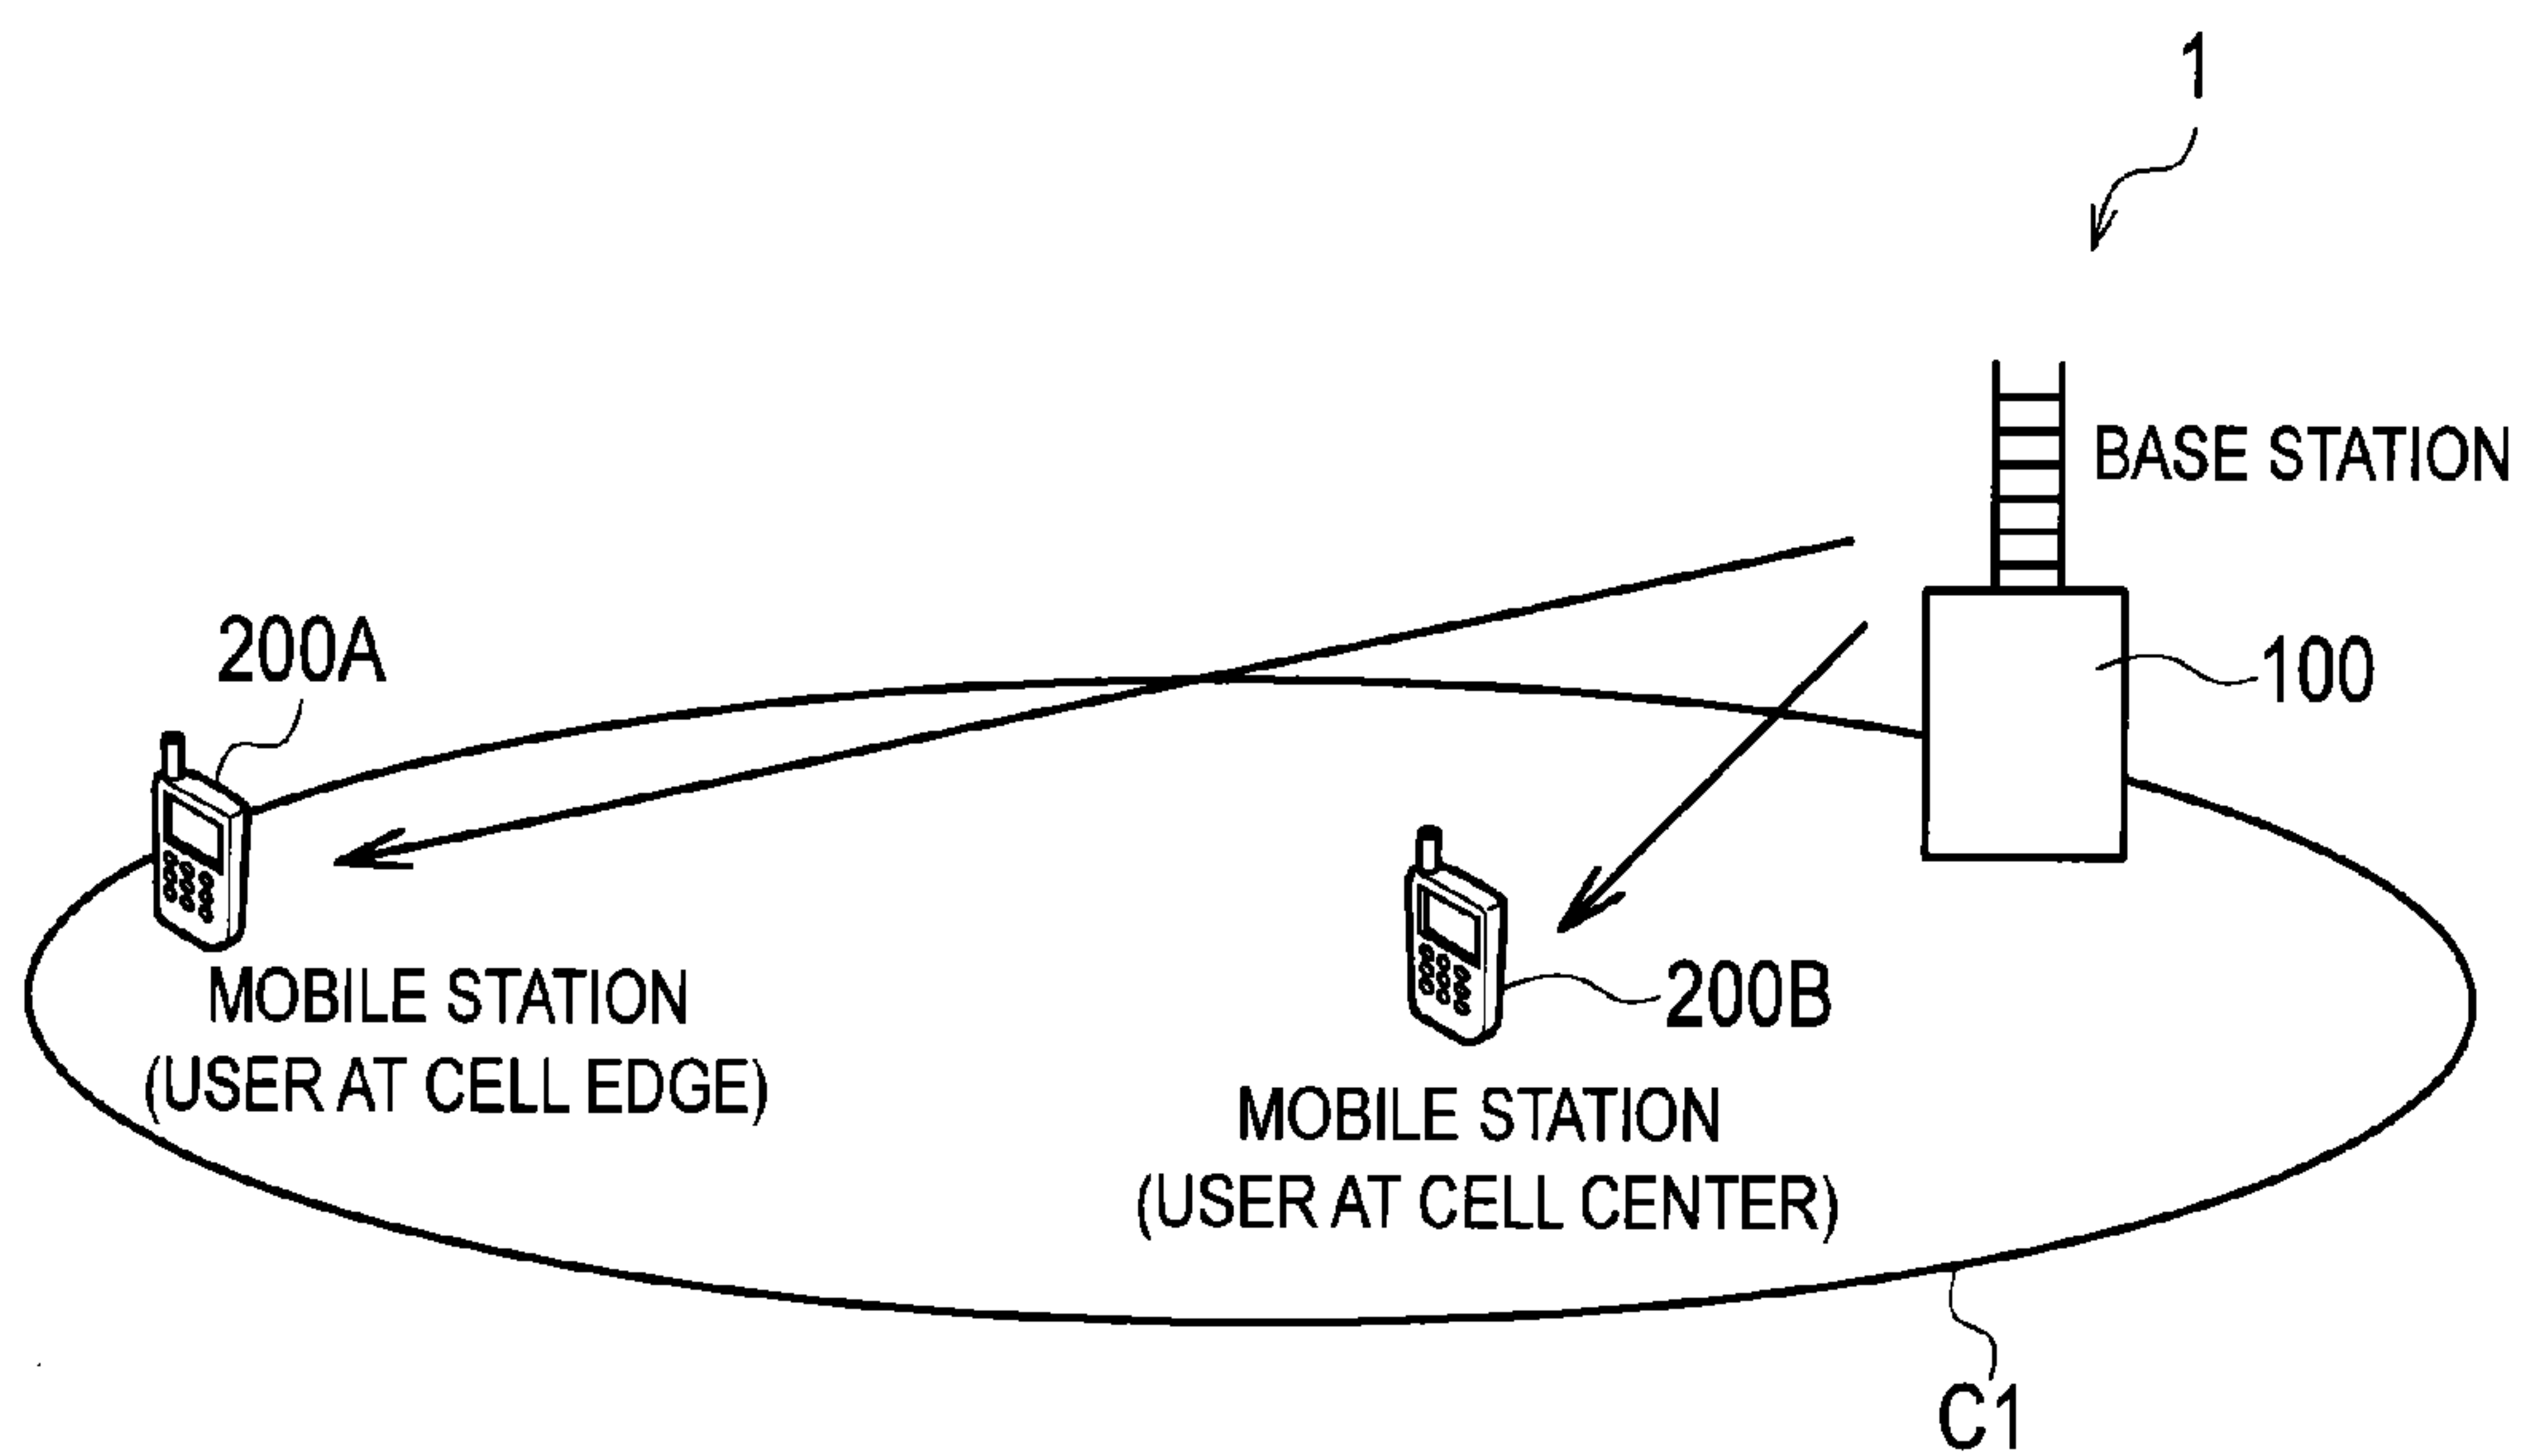 1
BASE STATION
200A
100
200B
MOBILE STATION
(USER AT CELL EDGE)
MOBILE STATION
(USER AT CELL CENTER)
C1